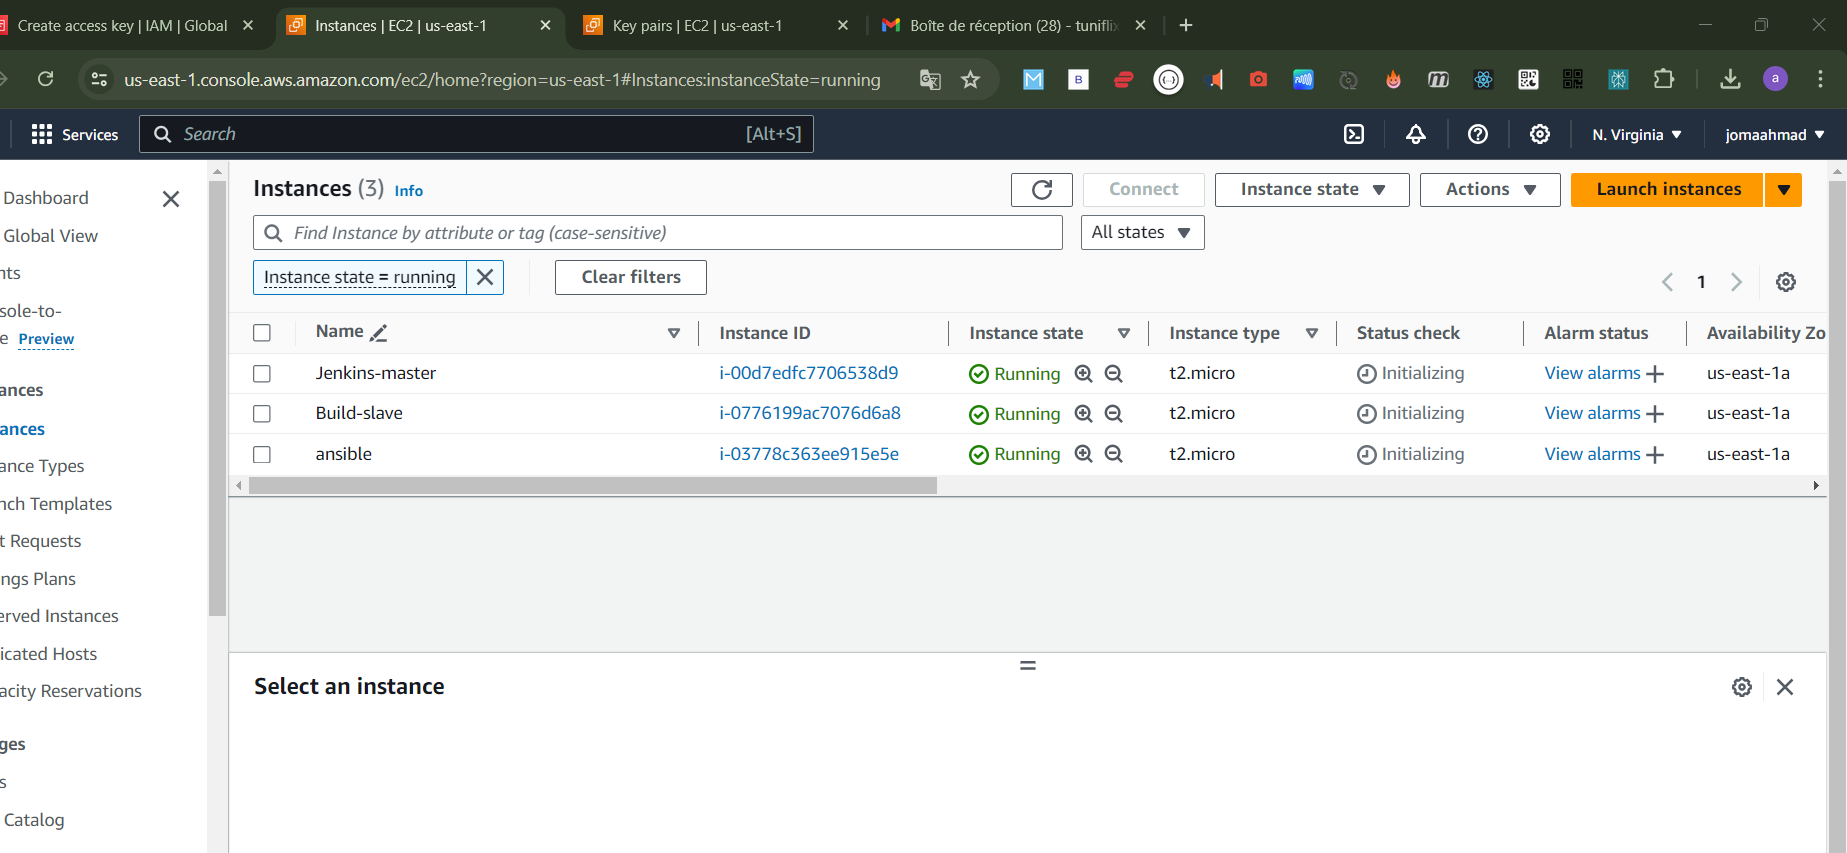 Create access key | IAM | Global
Instances | EC2 | us-east-1
Key pairs | EC2 | us-east-1
Boîte de réception (28) - tuniflix
us-east-1.console.aws.amazon.com/ec2/home?region=us-east-1#Instances:instanceState=running
Services
Search
[Alt+S]
N. Virginia
jomaahmad
Dashboard
Global View
nts
sole-to-
e Preview
ances
ances
ance Types
nch Templates
t Requests
ngs Plans
erved Instances
icated Hosts
acity Reservations
ges
s
Catalog
Instances (3) Info
Connect
Instance state
Actions
Launch instances
Find Instance by attribute or tag (case-sensitive)
All states
Instance state = running
Clear filters
1
Name Instance ID Instance state Instance type Status check Alarm status Availability Zo
Jenkins-master i-00d7edfc7706538d9 Running t2.micro Initializing View alarms us-east-1a
Build-slave i-0776199ac7076d6a8 Running t2.micro Initializing View alarms us-east-1a
ansible i-03778c363ee915e5e Running t2.micro Initializing View alarms us-east-1a
Select an instance